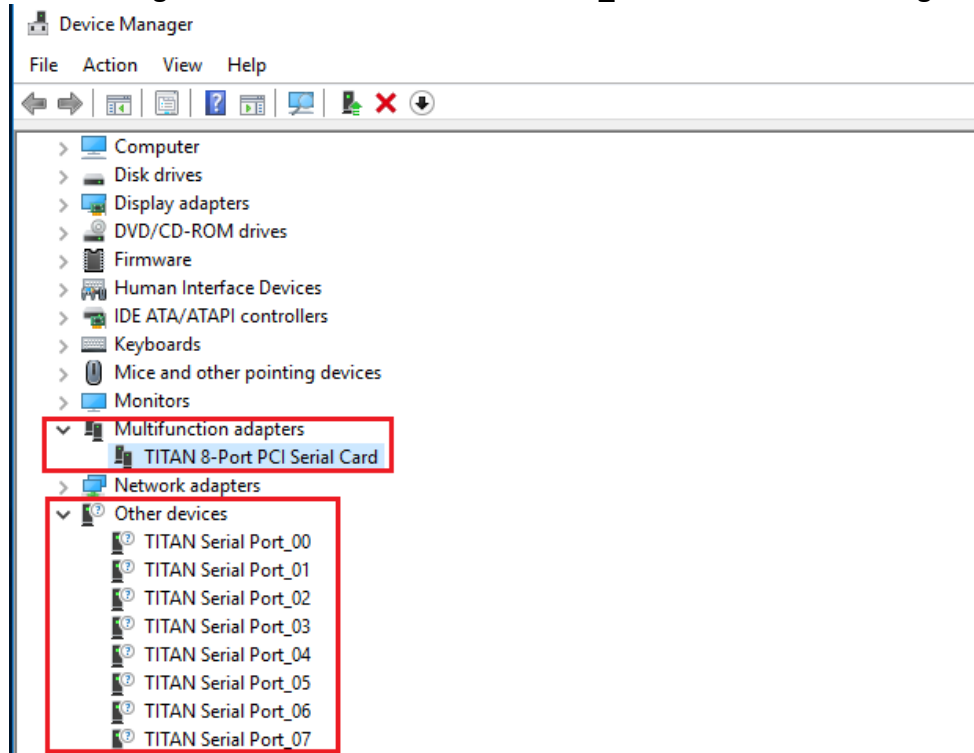 Device Manager
File Action View Help
Computer
Disk drives
Display adapters
DVD/CD-ROM drives
Firmware
Human Interface Devices
IDE ATA/ATAPI controllers
Keyboards
Mice and other pointing devices
Monitors
Multifunction adapters
TITAN 8-Port PCI Serial Card
Network adapters
Other devices
TITAN Serial Port_00
TITAN Serial Port_01
TITAN Serial Port_02
TITAN Serial Port_03
TITAN Serial Port_04
TITAN Serial Port_05
TITAN Serial Port_06
TITAN Serial Port_07